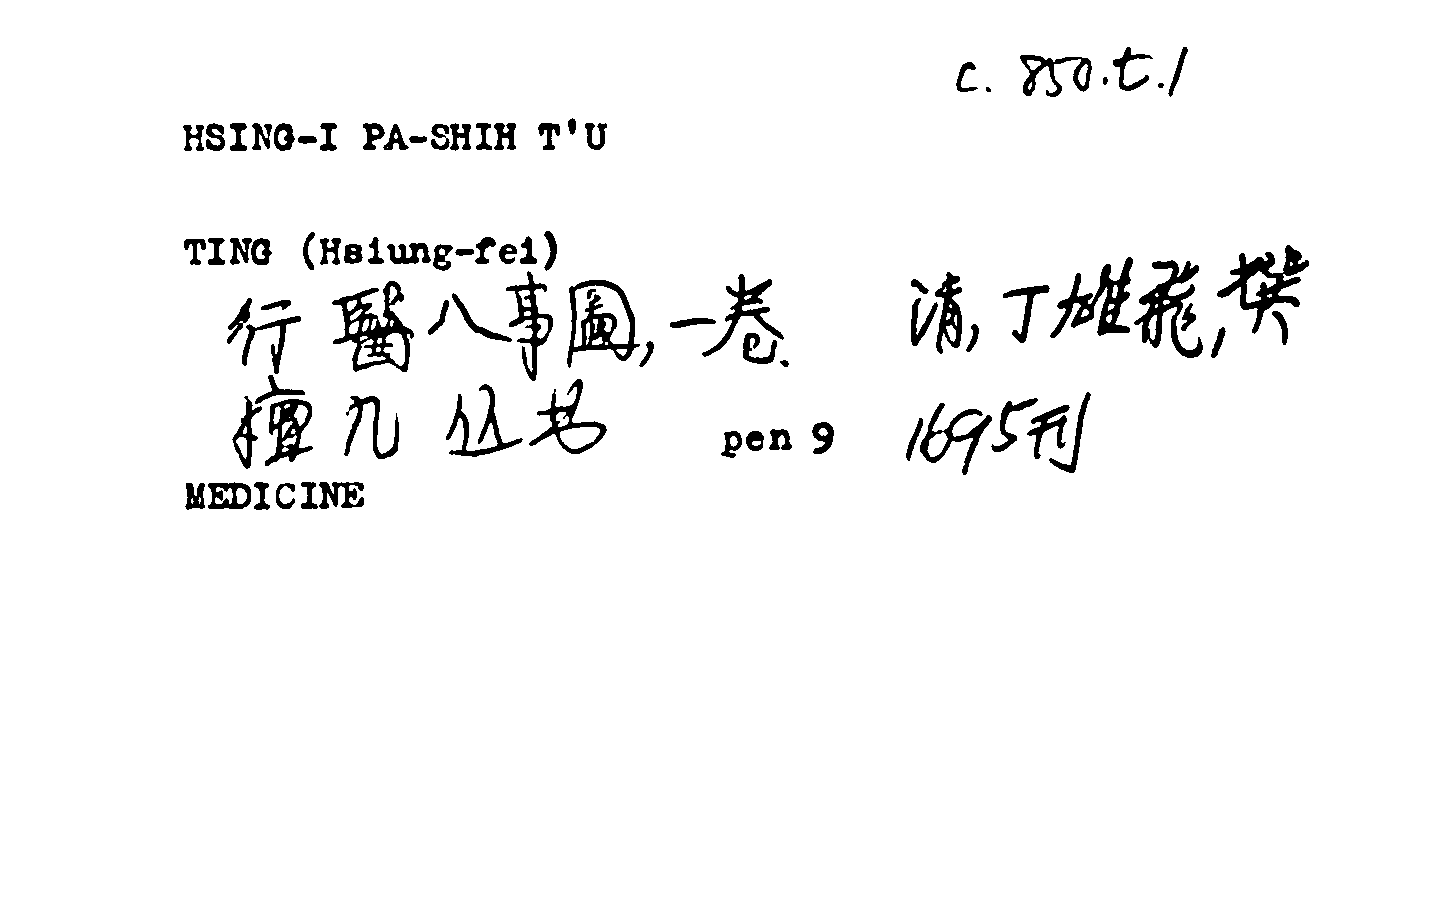 c. 850.t.1
HSING-I PA-SHIH T'U
TING (Hsiung-fei)
行醫八事圖,一卷. 清,丁雄飛,撰
檀几丛书 pen 9 1695刊
MEDICINE